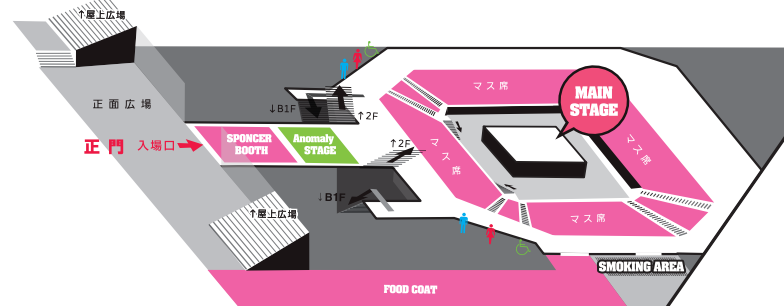 ↑屋上広場
正面広場
↓B1F
↑2F
正門 入場口
SPONCER
BOOTH
Anomaly
STAGE
↑2F
↓B1F
↑屋上広場
マス席
MAIN
STAGE
マス席
マス席
マス席
SMOKING AREA
FOOD COAT